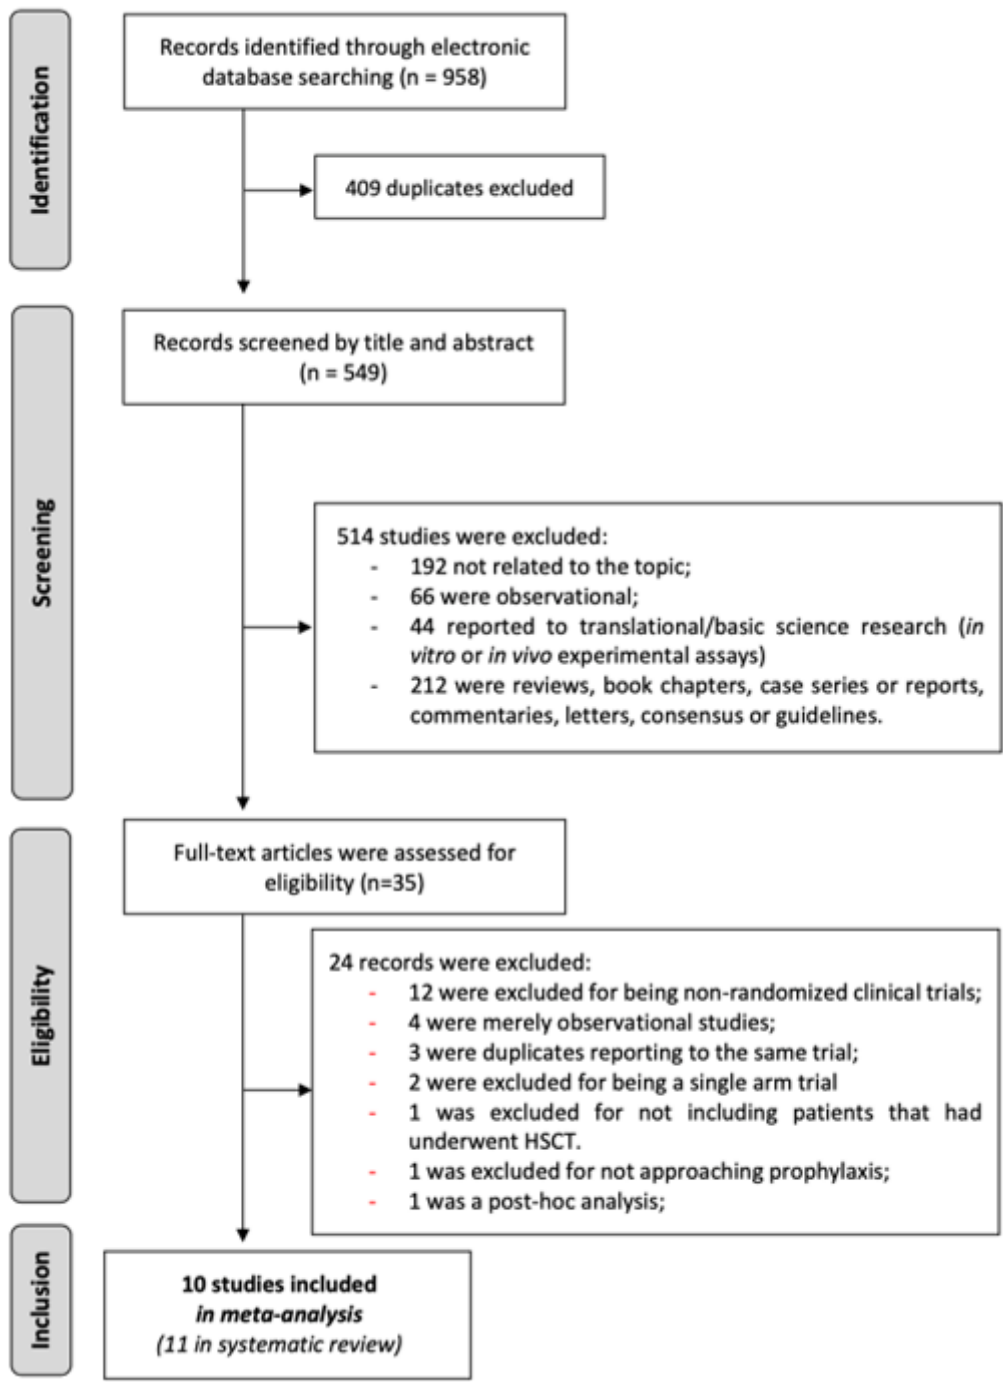 Identification
Records identified through electronic
database searching (n = 958)
409 duplicates excluded
Screening
Records screened by title and abstract
(n = 549)
514 studies were excluded:
- 192 not related to the topic;
- 66 were observational;
- 44 reported to translational/basic science research (in
vitro or in vivo experimental assays)
- 212 were reviews, book chapters, case series or reports,
commentaries, letters, consensus or guidelines.
Eligibility
Full-text articles were assessed for
eligibility (n=35)
24 records were excluded:
- 12 were excluded for being non-randomized clinical trials;
- 4 were merely observational studies;
- 3 were duplicates reporting to the same trial;
- 2 were excluded for being a single arm trial
- 1 was excluded for not including patients that had
underwent HSCT.
- 1 was excluded for not approaching prophylaxis;
- 1 was a post-hoc analysis;
Inclusion
10 studies included
in meta-analysis
(11 in systematic review)